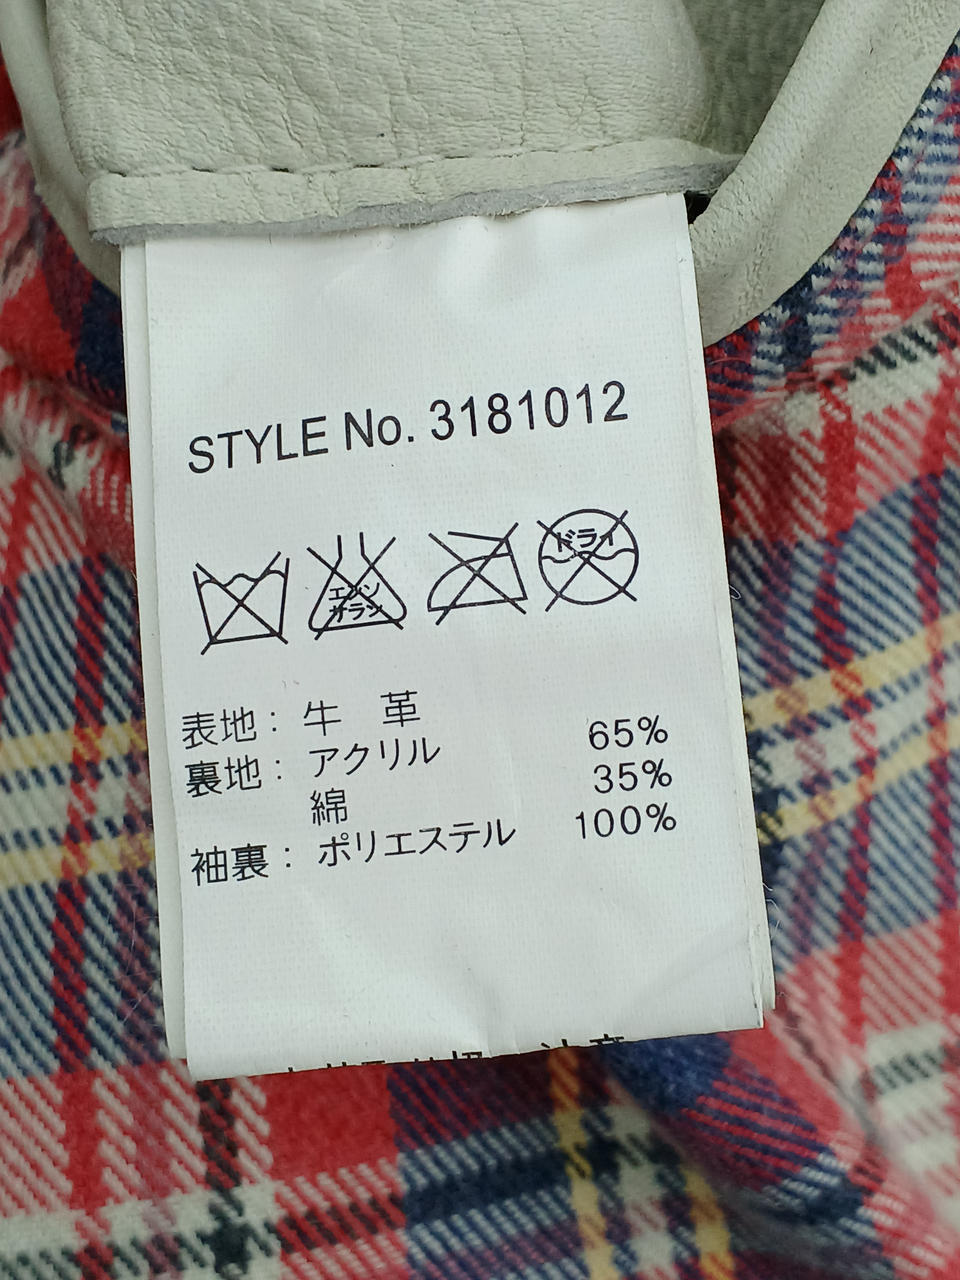 STYLE No. 3181012
エンソ
サラシ
ドライ
表地: 牛 革
裏地: アクリル 65%
綿 35%
袖裏: ポリエステル 100%